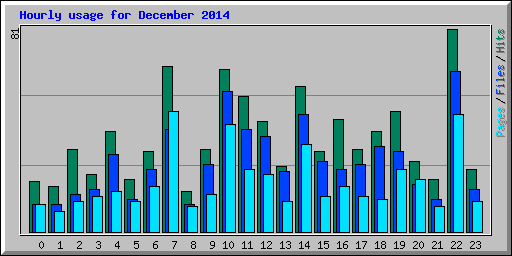 Hourly usage for December 2014
81
Pages/Files/Hits
0 1 2 3 4 5 6 7 8 9 10 11 12 13 14 15 16 17 18 19 20 21 22 23